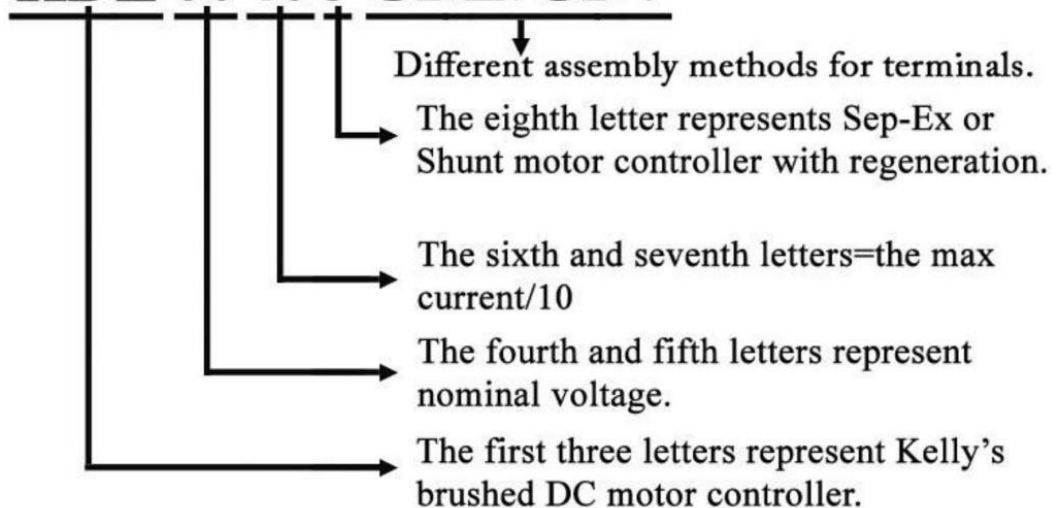 Different assembly methods for terminals.
The eighth letter represents Sep-Ex or
Shunt motor controller with regeneration.
The sixth and seventh letters=the max
current/10
The fourth and fifth letters represent
nominal voltage.
The first three letters represent Kelly’s
brushed DC motor controller.